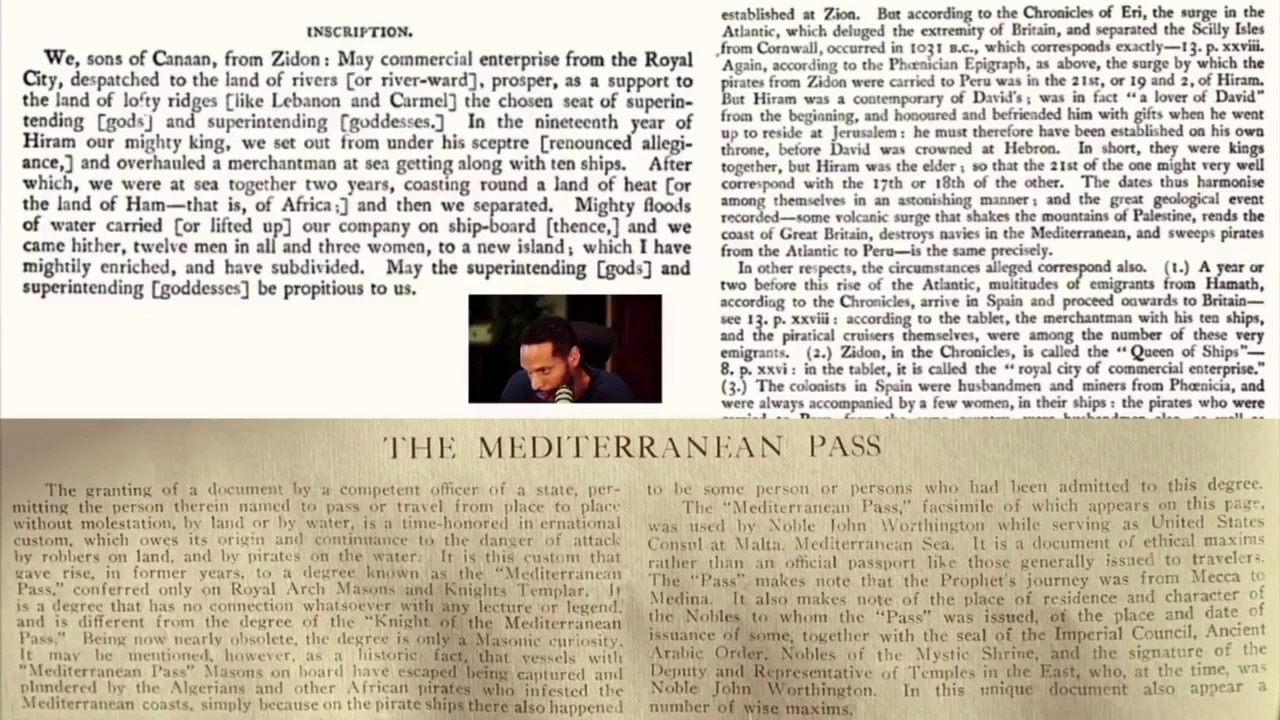 INSCRIPTION.
We, sons of Canaan, from Zidon: May commercial enterprise from the Royal
City, despatched to the land of rivers [or river-ward], prosper, as a support to
the land of lofty ridges [like Lebanon and Carmel] the chosen seat of superin-
tending [gods] and superintending [goddesses.] In the nineteenth year of
Hiram our mighty king, we set out from under his sceptre [renounced allegi-
ance,] and overhauled a merchantman at sea getting along with ten ships. After
which, we were at sea together two years, coasting round a land of heat [or
the land of Ham—that is, of Africa;] and then we separated. Mighty floods
of water carried [or lifted up] our company on ship-board [thence,] and we
came hither, twelve men in all and three women, to a new island; which I have
mightily enriched, and have subdivided. May the superintending [gods] and
superintending [goddesses] be propitious to us.
established at Zion. But according to the Chronicles of Eri, the surge in the
Atlantic, which deluged the extremity of Britain, and separated the Scilly Isles
from Cornwall, occurred in 1031 B.C., which corresponds exactly—13. p. xxviii.
Again, according to the Phœnician Epigraph, as above, the surge by which the
pirates from Zidon were carried to Peru was in the 21st, or 19 and 2, of Hiram.
But Hiram was a contemporary of David's; was in fact "a lover of David"
from the beginning, and honoured and befriended him with gifts when he went
up to reside at Jerusalem: he must therefore have been established on his own
throne, before David was crowned at Hebron. In short, they were kings
together, but Hiram was the elder; so that the 21st of the one might very well
correspond with the 17th or 18th of the other. The dates thus harmonise
among themselves in an astonishing manner; and the great geological event
recorded—some volcanic surge that shakes the mountains of Palestine, rends the
coast of Great Britain, destroys navies in the Mediterranean, and sweeps pirates
from the Atlantic to Peru—is the same precisely.
In other respects, the circumstances alleged correspond also. (1.) A year or
two before this rise of the Atlantic, multitudes of emigrants from Hamath,
according to the Chronicles, arrive in Spain and proceed onwards to Britain—
see 13. p. xxviii: according to the tablet, the merchantman with his ten ships,
and the piratical cruisers themselves, were among the number of these very
emigrants. (2.) Zidon, in the Chronicles, is called the "Queen of Ships"—
8. p. xxvi: in the tablet, it is called the "royal city of commercial enterprise."
(3.) The colonists in Spain were husbandmen and miners from Phœnicia, and
were always accompanied by a few women, in their ships: the pirates who were
THE MEDITERRANEAN PASS
The granting of a document by a competent officer of a state, per-
mitting the person therein named to pass or travel from place to place
without molestation, by land or by water, is a time-honored in ernational
custom, which owes its origin and continuance to the danger of attack
by robbers on land, and by pirates on the water. It is this custom that
gave rise, in former years, to a degree known as the "Mediterranean
Pass," conferred only on Royal Arch Masons and Knights Templar. It
is a degree that has no connection whatsoever with any lecture or legend,
and is different from the degree of the "Knight of the Mediterranean
Pass." Being now nearly obsolete, the degree is only a Masonic curiosity.
It may be mentioned, however, as a historic fact, that vessels with
"Mediterranean Pass" Masons on board have escaped being captured and
plundered by the Algerians and other African pirates who infested the
Mediterranean coasts, simply because on the pirate ships there also happened
to be some person or persons who had been admitted to this degree.
The "Mediterranean Pass," facsimile of which appears on this page,
was used by Noble John Worthington while serving as United States
Consul at Malta, Mediterranean Sea. It is a document of ethical maxims
rather than an official passport like those generally issued to travelers.
The "Pass" makes note that the Prophet's journey was from Mecca to
Medina. It also makes note of the place of residence and character of
the Nobles to whom the "Pass" was issued, of the place and date of
issuance of some, together with the seal of the Imperial Council, Ancient
Arabic Order, Nobles of the Mystic Shrine, and the signature of the
Deputy and Representative of Temples in the East, who, at the time, was
Noble John Worthington. In this unique document also appear a
number of wise maxims.